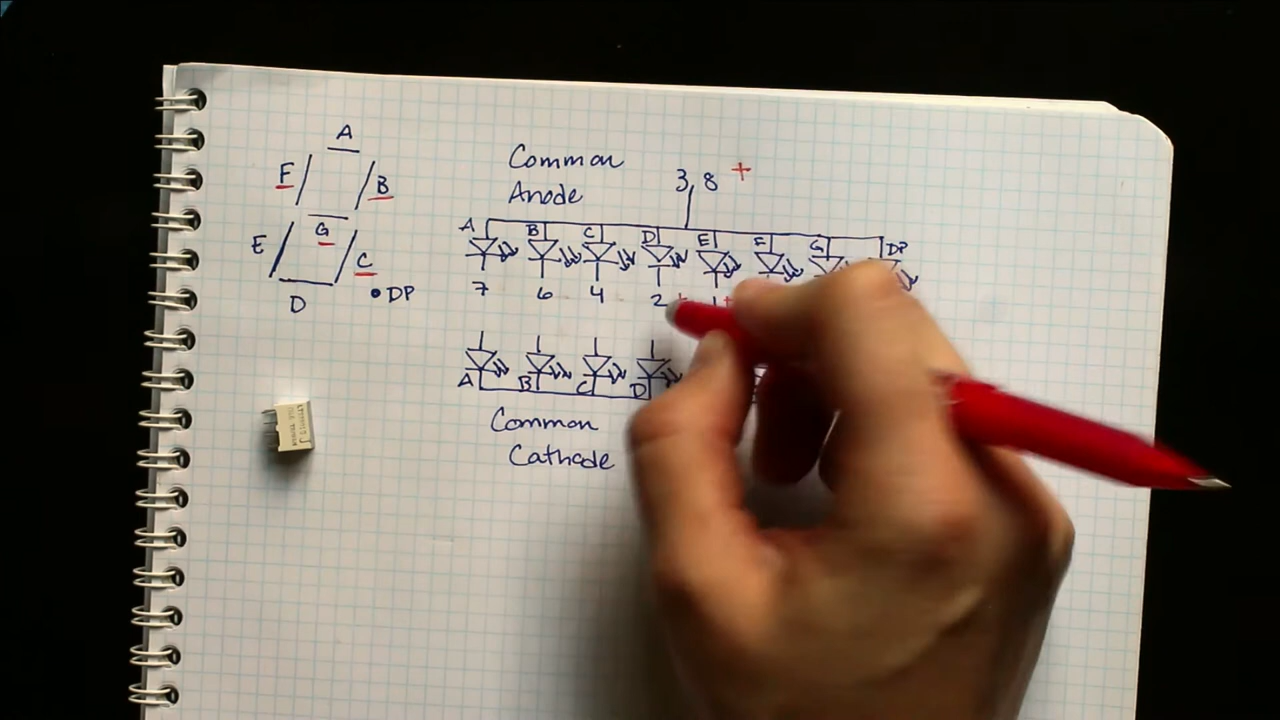 A
F
B
G
E
C
D
DP
Common
Anode
3,8 +
A B C D E F G DP
7 6 4 2 + 1 +
A B C D
Common
Cathode